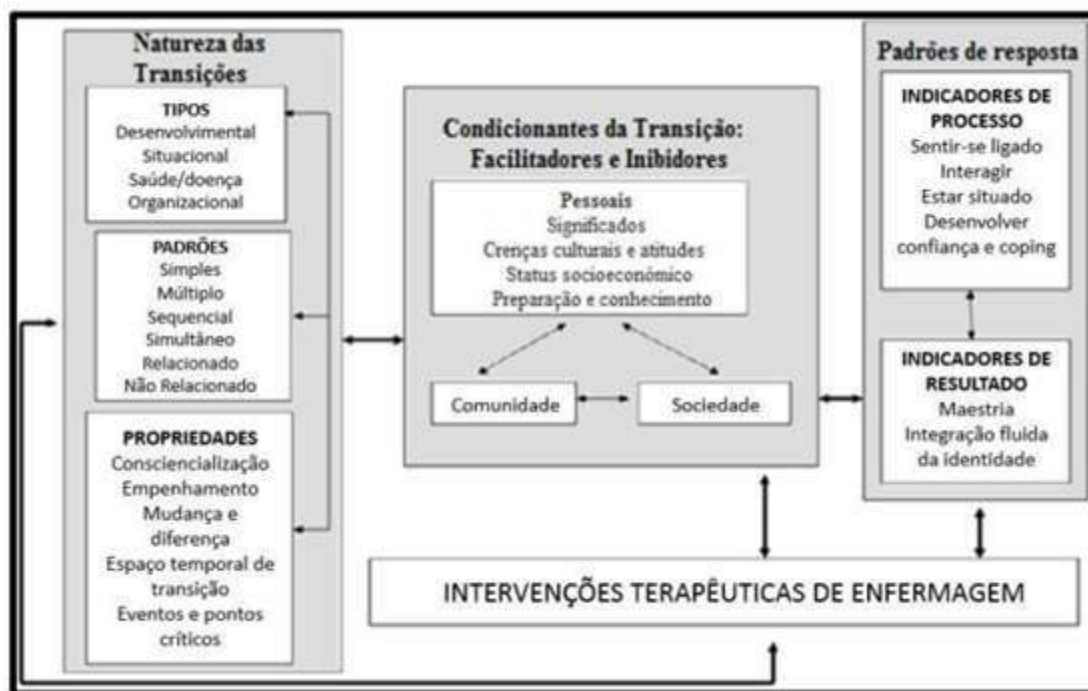 Natureza das
Transições
TIPOS
Desenvolvimental
Situacional
Saúde/doença
Organizacional
PADRÕES
Simples
Múltiplo
Sequencial
Simultâneo
Relacionado
Não Relacionado
PROPRIEDADES
Consciencialização
Empenhamento
Mudança e
diferença
Espaço temporal de
transição
Eventos e pontos
críticos
Condicionantes da Transição:
Facilitadores e Inibidores
Pessoais
Significados
Crenças culturais e atitudes
Status socioeconómico
Preparação e conhecimento
Comunidade
Sociedade
Padrões de resposta
INDICADORES DE
PROCESSO
Sentir-se ligado
Interagir
Estar situado
Desenvolver
confiança e coping
INDICADORES DE
RESULTADO
Maestria
Integração fluida
da identidade
INTERVENÇÕES TERAPÊUTICAS DE ENFERMAGEM